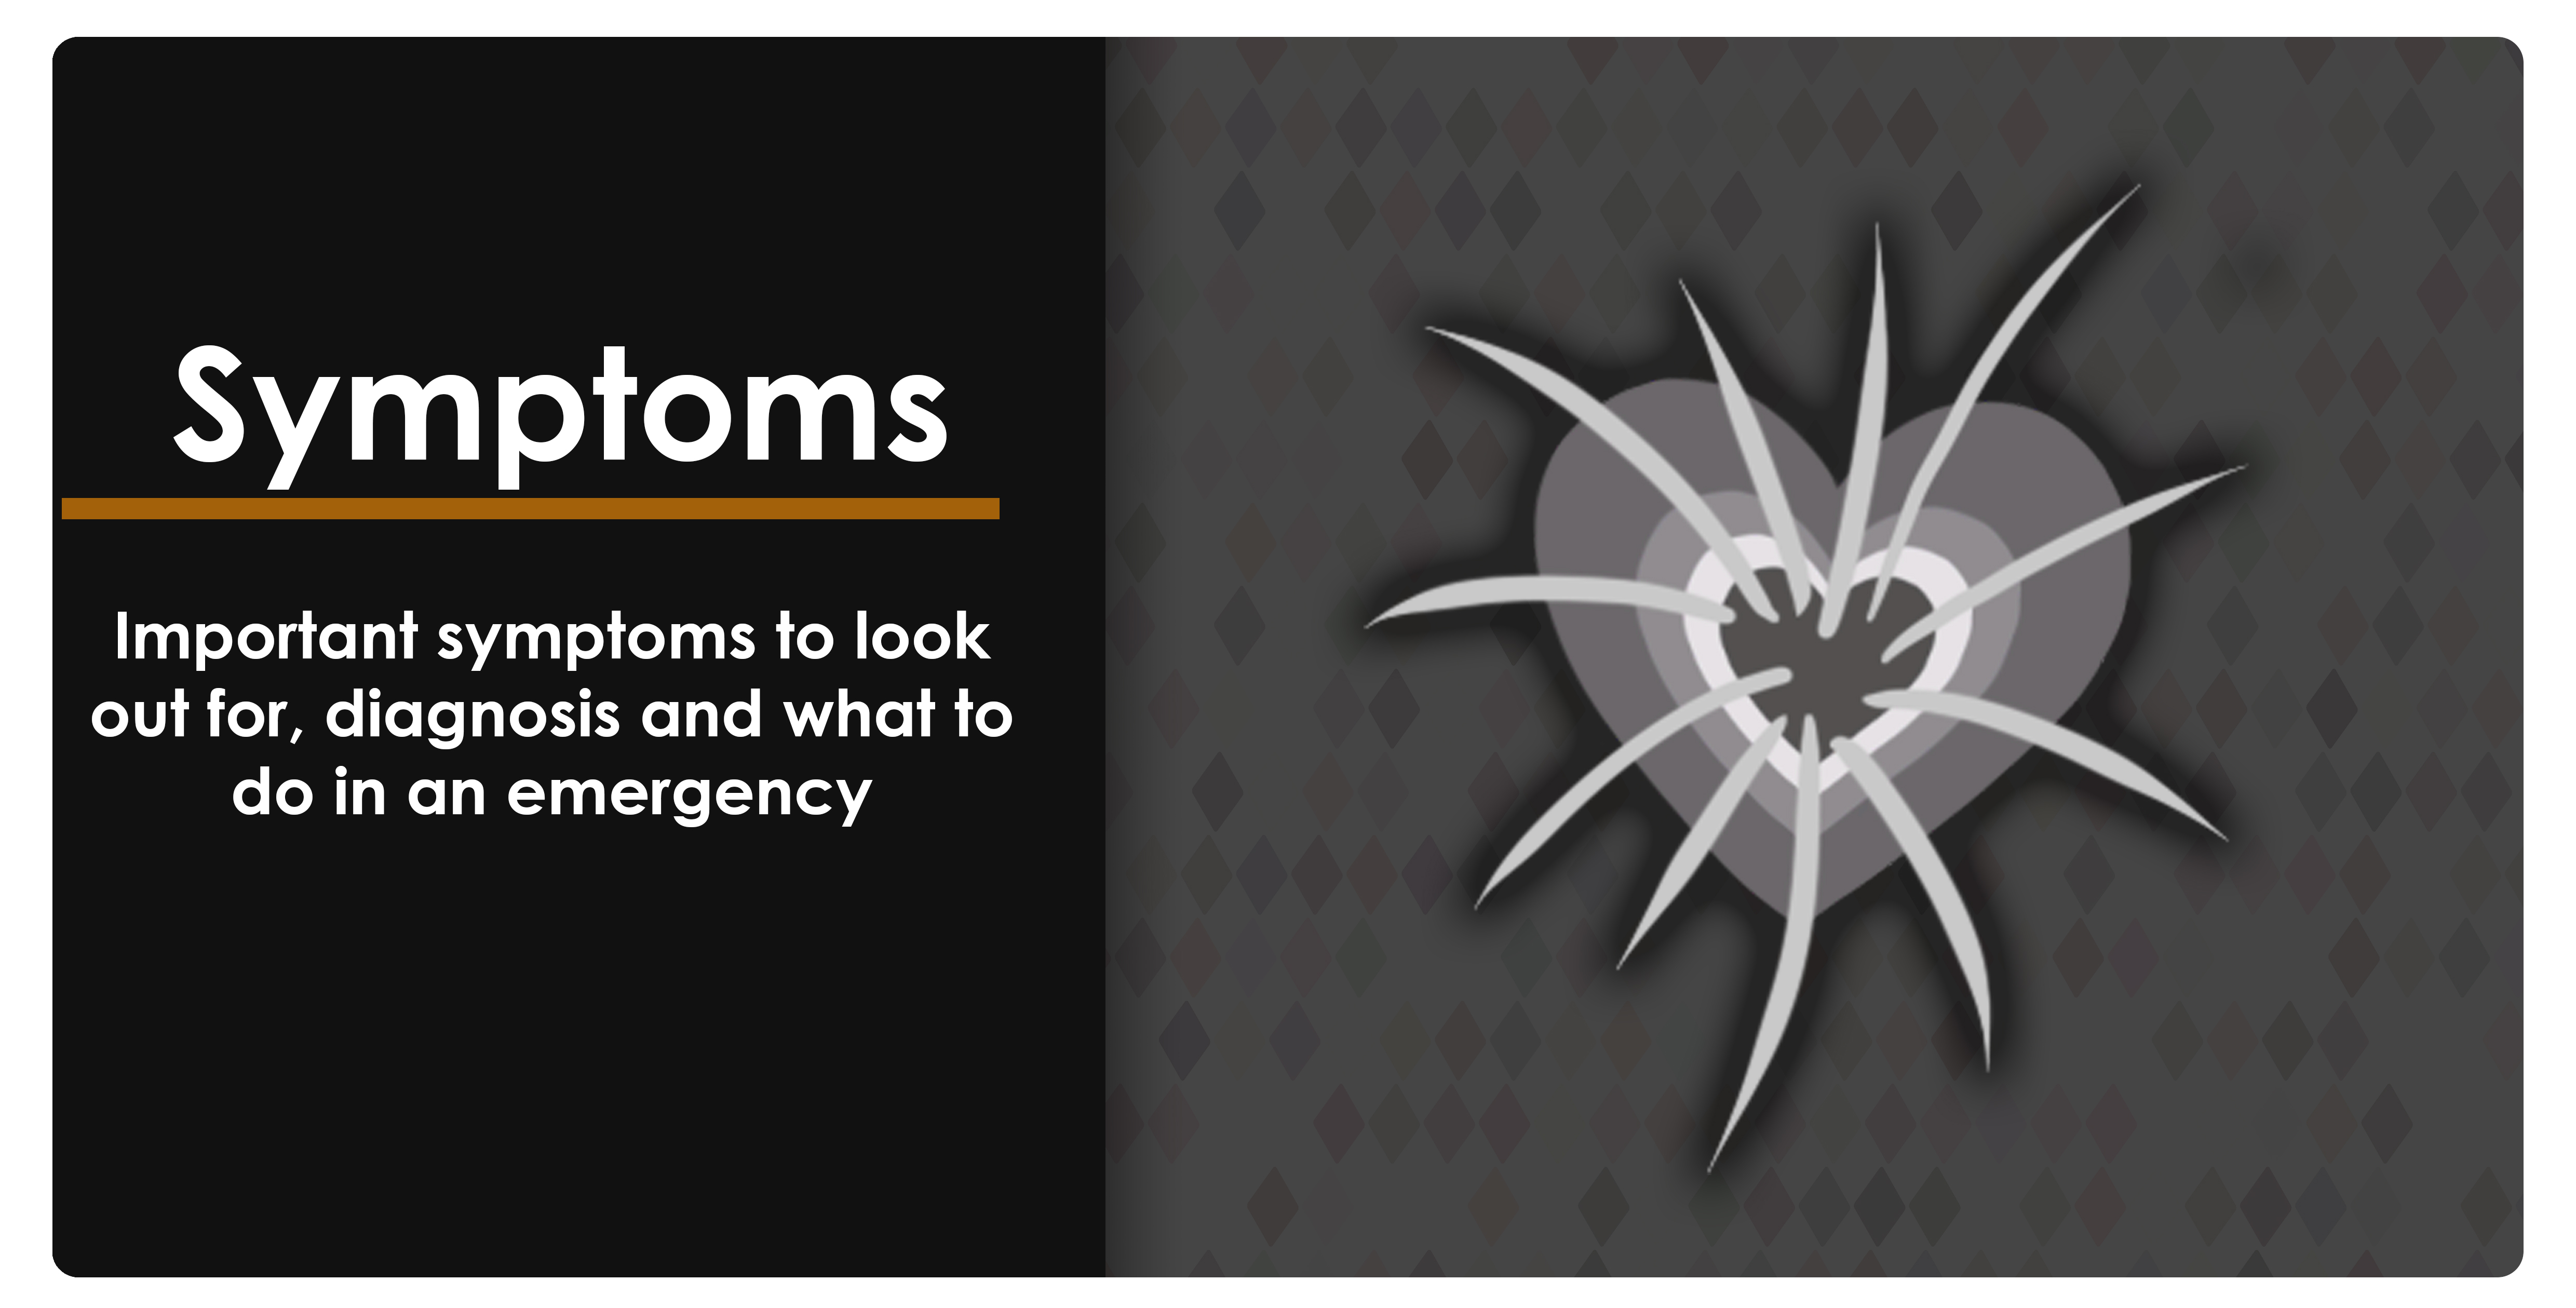 Symptoms
Important symptoms to look
out for, diagnosis and what to
do in an emergency